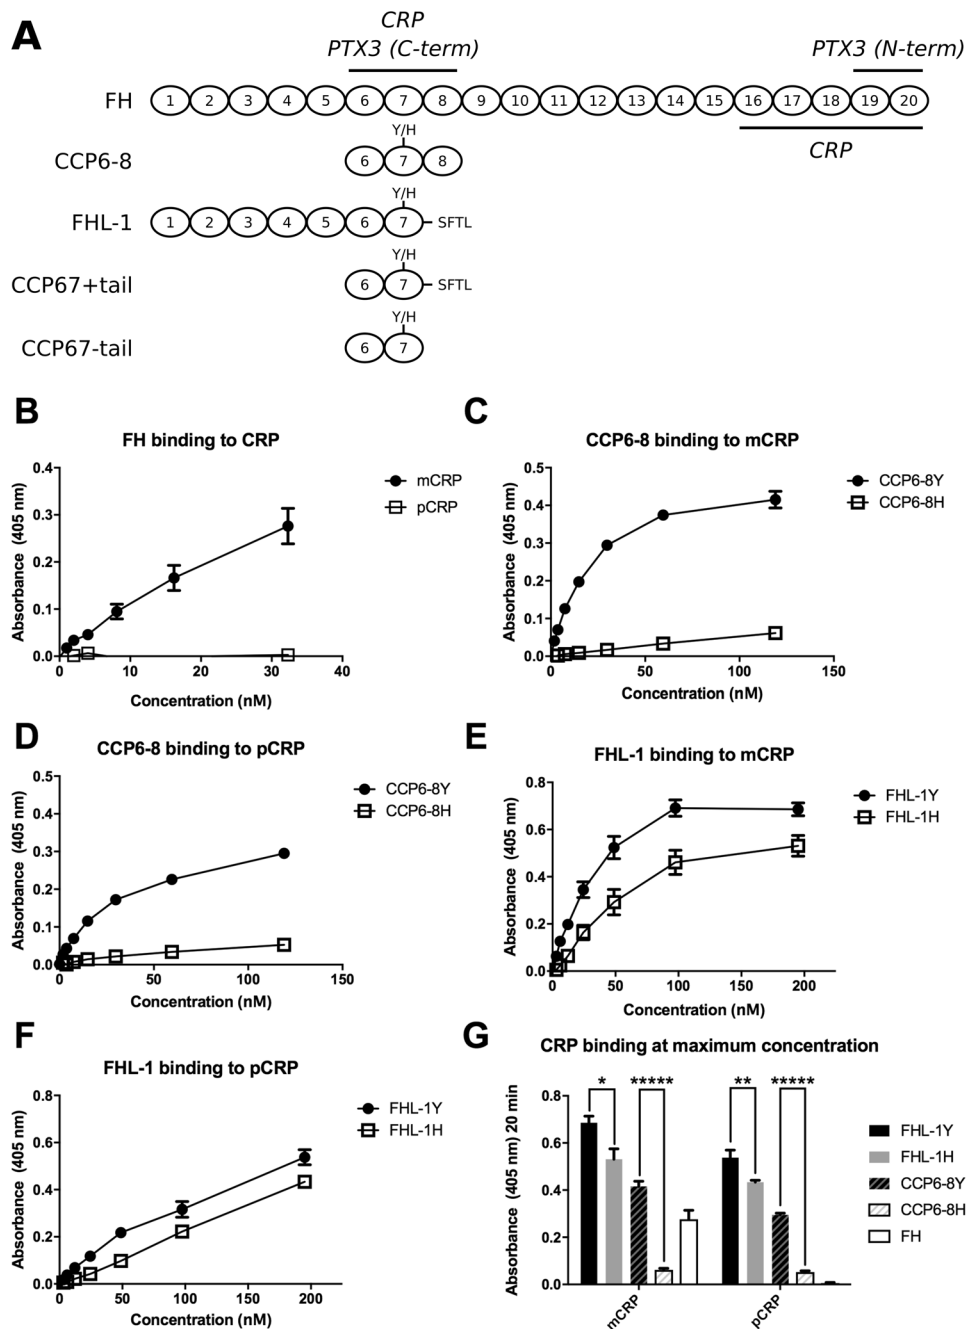 A
CRP
PTX3 (C-term)
PTX3 (N-term)
FH
1 2 3 4 5 6 7 8 9 10 11 12 13 14 15 16 17 18 19 20
CRP
Y/H
CCP6-8
6 7 8
Y/H
FHL-1
1 2 3 4 5 6 7 SFTL
Y/H
CCP67+tail
6 7 SFTL
Y/H
CCP67-tail
6 7
B
FH binding to CRP
Absorbance (405 nm)
0.4
0.3
0.2
0.1
0.0
0 10 20 30 40
Concentration (nM)
mCRP
pCRP
C
CCP6-8 binding to mCRP
Absorbance (405 nm)
0.5
0.4
0.3
0.2
0.1
0.0
50 100 150
Concentration (nM)
CCP6-8Y
CCP6-8H
D
CCP6-8 binding to pCRP
Absorbance (405 nm)
0.5
0.4
0.3
0.2
0.1
0.0
0 50 100 150
Concentration (nM)
CCP6-8Y
CCP6-8H
E
FHL-1 binding to mCRP
Absorbance (405 nm)
0.8
0.6
0.4
0.2
0.0
0 50 100 150 200
Concentration (nM)
FHL-1Y
FHL-1H
F
FHL-1 binding to pCRP
Absorbance (405 nm)
0.8
0.6
0.4
0.2
0.0
0 50 100 150 200
Concentration (nM)
FHL-1Y
FHL-1H
G
CRP binding at maximum concentration
Absorbance (405 nm) 20 min
0.8
0.6
0.4
0.2
0.0
* *****
** *****
mCRP
pCRP
FHL-1Y
FHL-1H
CCP6-8Y
CCP6-8H
FH